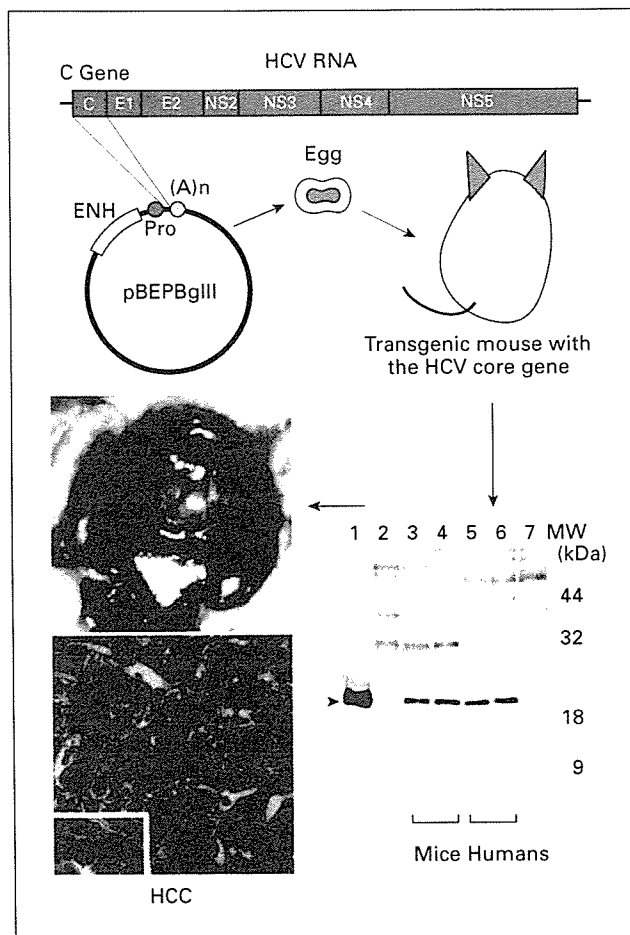 HCV RNA
C Gene
C E1 E2 NS2 NS3 NS4 NS5
(A)n
ENH
Pro
pBEPBglII
Egg
Transgenic mouse with
the HCV core gene
1 2 3 4 5 6 7 MW
(kDa)
44
32
18
9
Mice Humans
HCC